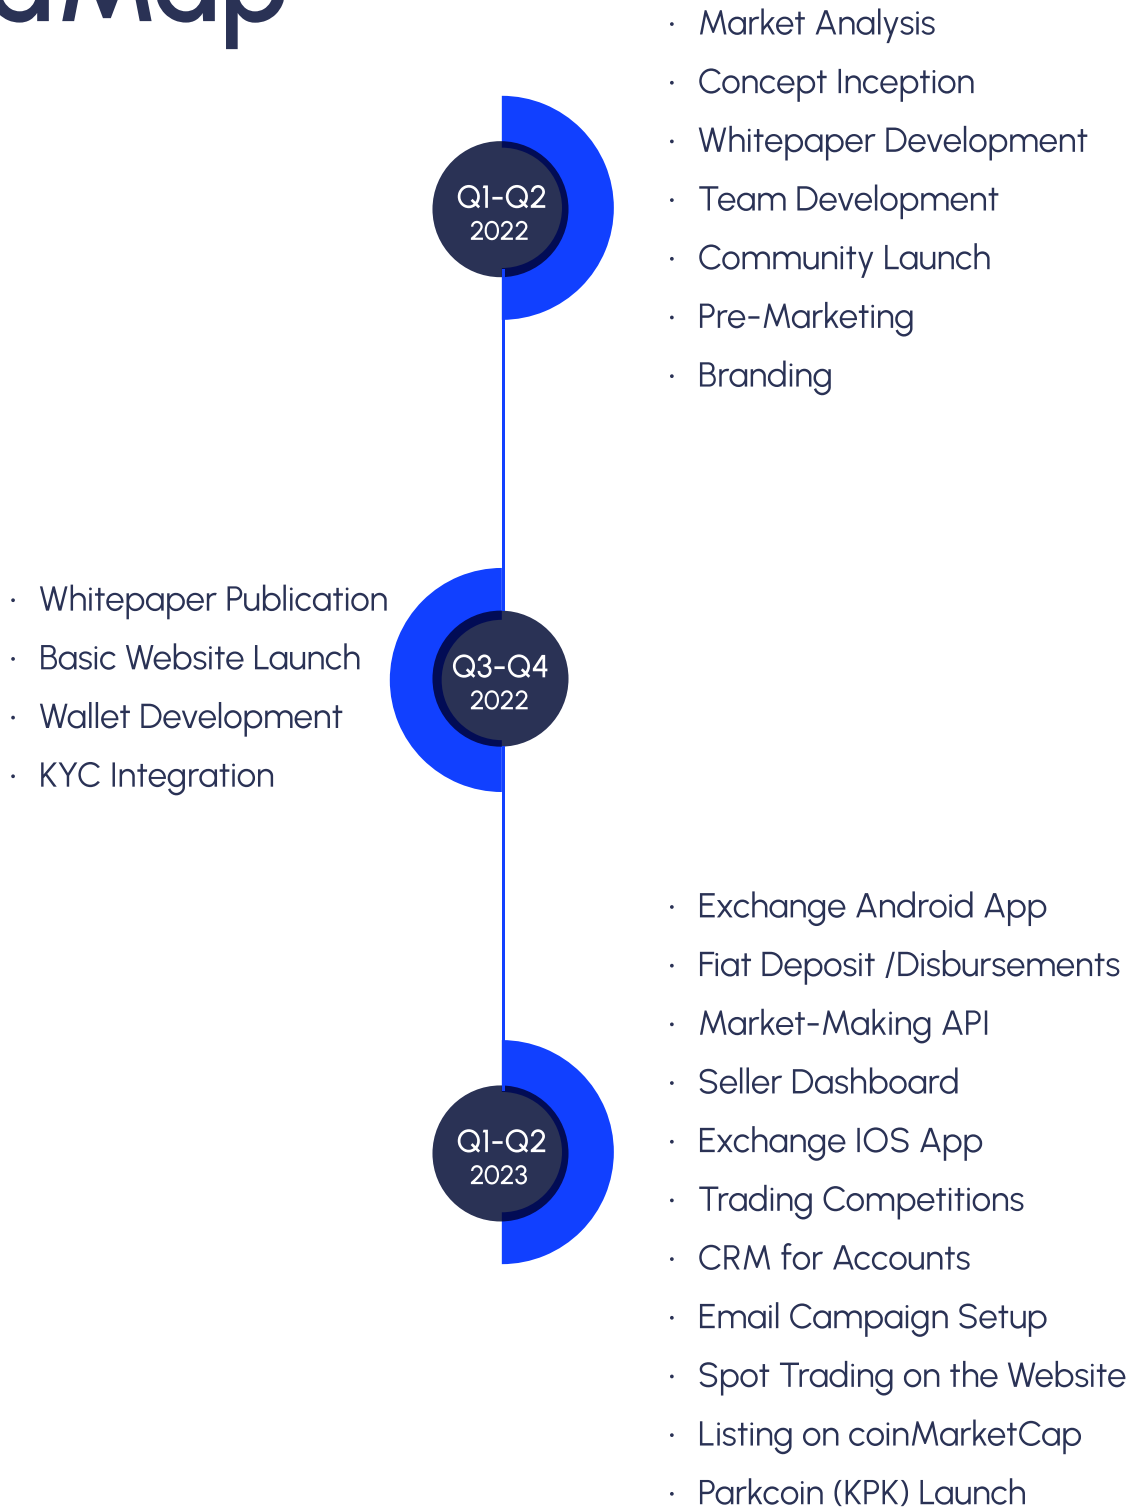 Market Analysis
Concept Inception
Whitepaper Development
Team Development
Community Launch
Pre-Marketing
Branding
Q1-Q2
2022
Whitepaper Publication
Basic Website Launch
Wallet Development
KYC Integration
Q3-Q4
2022
Exchange Android App
Fiat Deposit /Disbursements
Market-Making API
Seller Dashboard
Exchange IOS App
Trading Competitions
CRM for Accounts
Email Campaign Setup
Spot Trading on the Website
Listing on coinMarketCap
Parkcoin (KPK) Launch
Q1-Q2
2023